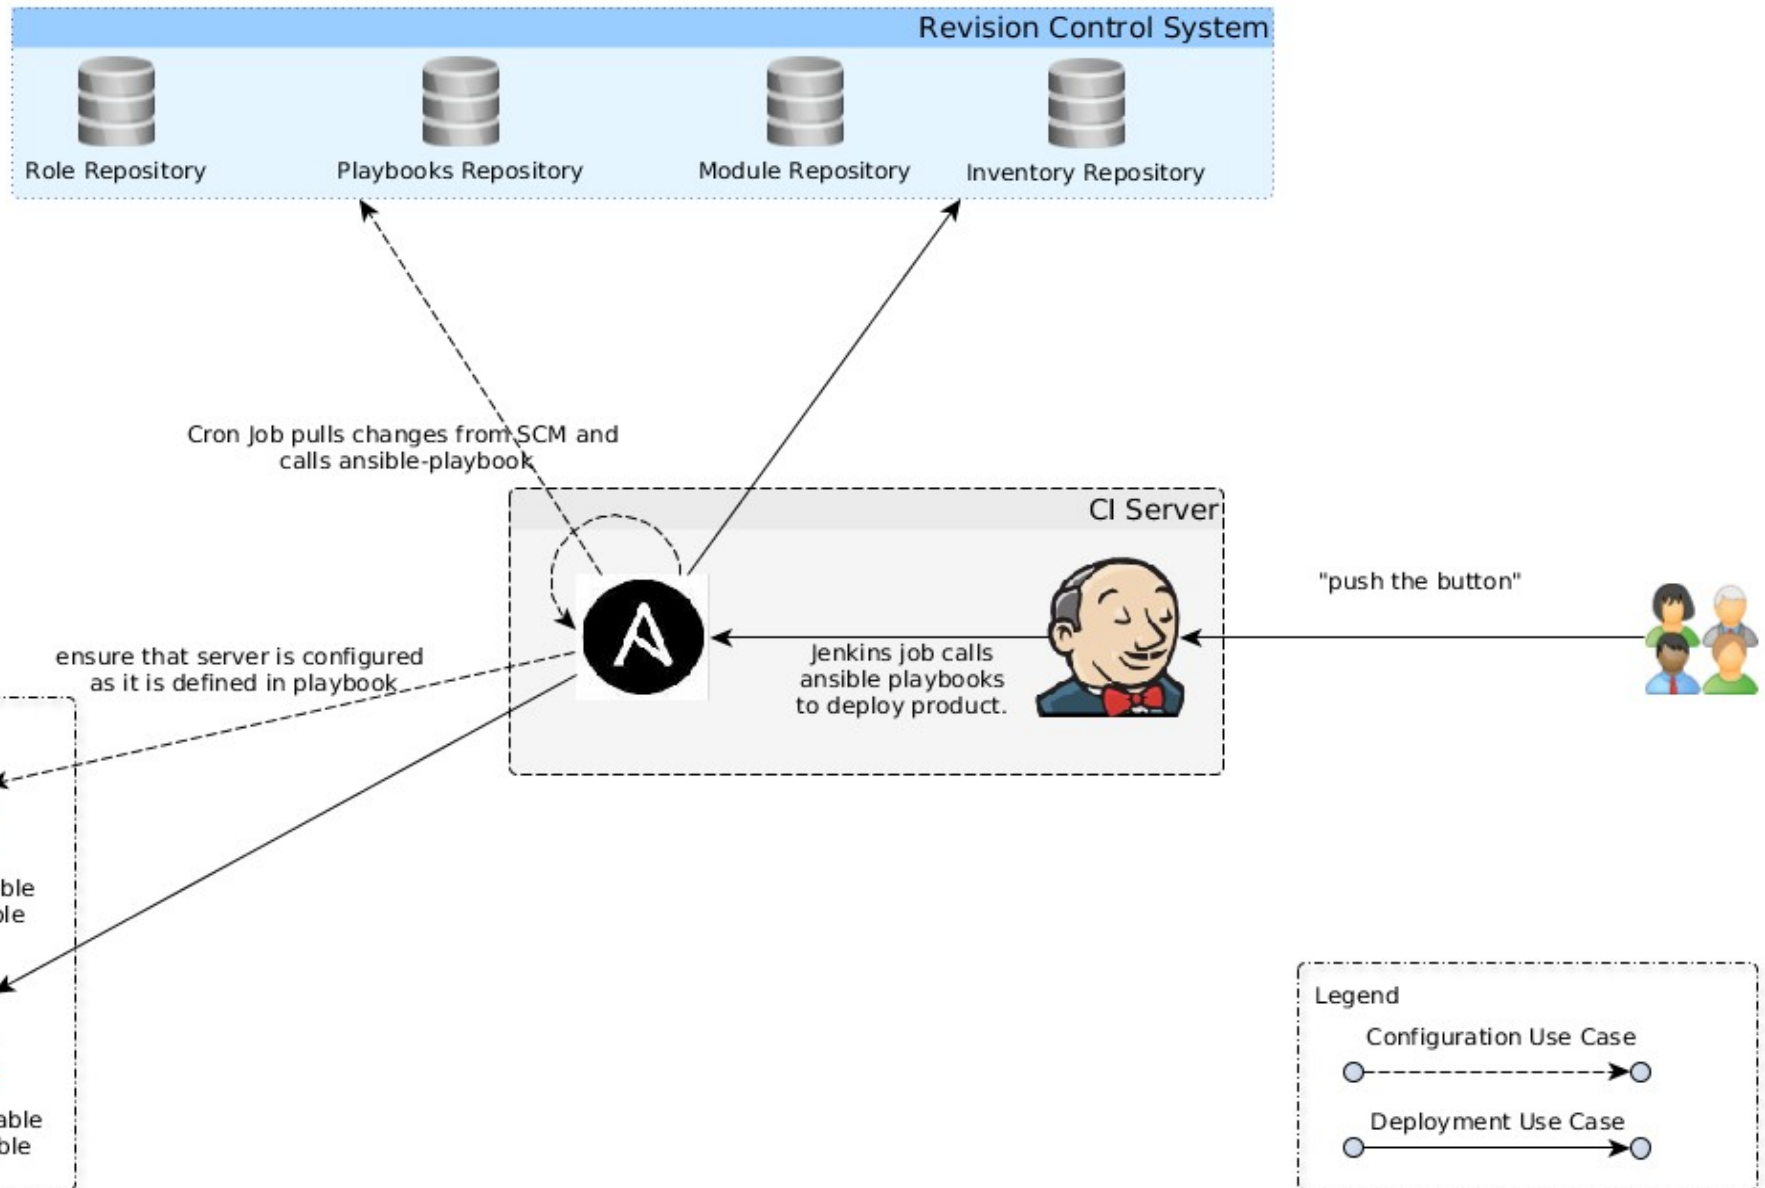 Revision Control System
Role Repository
Playbooks Repository
Module Repository
Inventory Repository
Cron Job pulls changes from SCM and
calls ansible-playbook
CI Server
"push the button"
Jenkins job calls
ansible playbooks
to deploy product.
ensure that server is configured
as it is defined in playbook
Legend
Configuration Use Case
Deployment Use Case